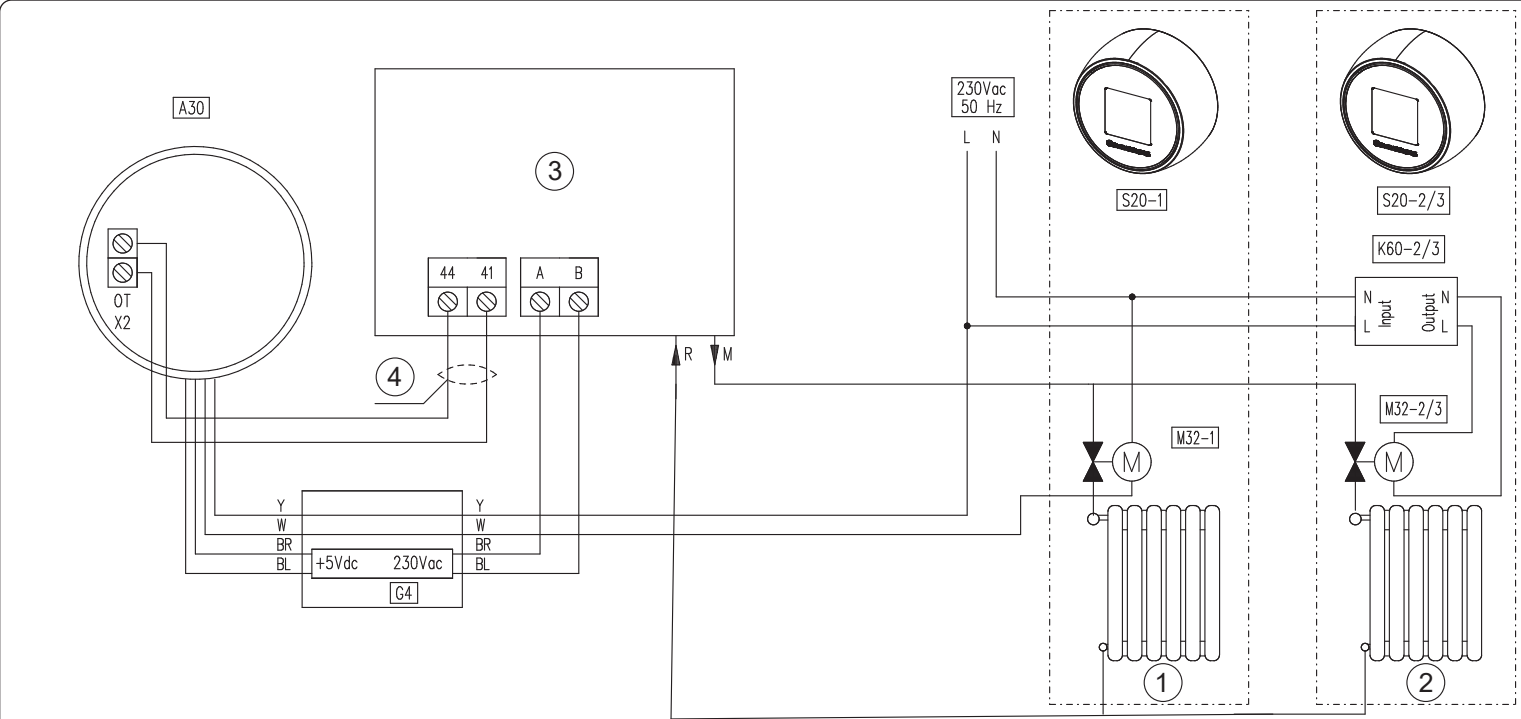 A30
OT
X2
3
44 41 A B
4
R M
230Vac
50 Hz
L N
S20-1
S20-2/3
K60-2/3
N Input Output N
L L
M32-1
M
M32-2/3
M
Y Y
W W
BR BR
BL +5Vdc 230Vac BL
G4
1
2